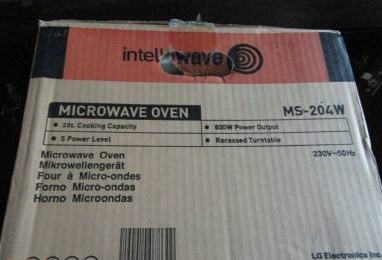 intellowave
MICROWAVE OVEN MS-204W
• 20L Cooking Capacity • 800W Power Output
• 5 Power Level • Recessed Turntable
Microwave Oven 230V~50Hz
Mikrowellengerät
Four à Micro-ondes
Forno Micro-ondas
Horno Microondas
LG Electronics Inc.